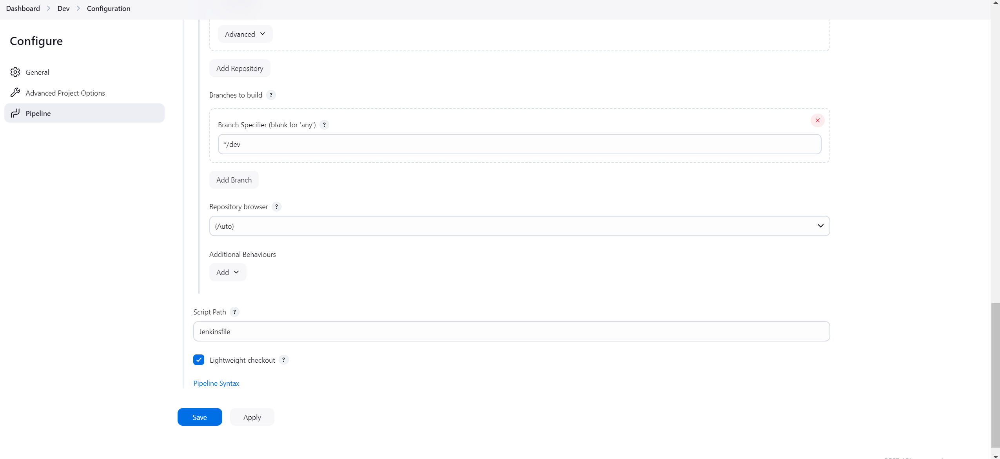 Dashboard > Dev > Configuration
Configure
General
Advanced Project Options
Pipeline
Advanced
Add Repository
Branches to build ?
Branch Specifier (blank for 'any') ?
*/dev
Add Branch
Repository browser ?
(Auto)
Additional Behaviours
Add
Script Path ?
Jenkinsfile
Lightweight checkout ?
Pipeline Syntax
Save
Apply